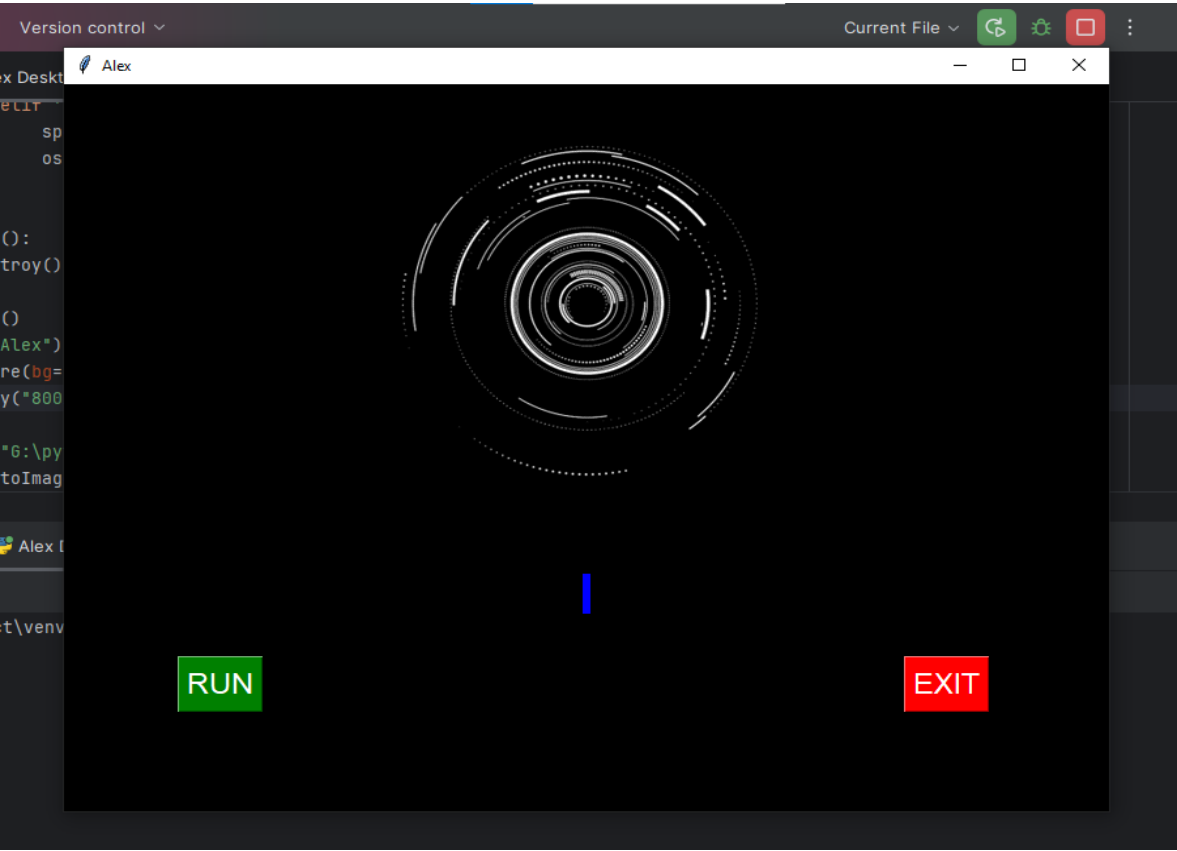 Version control
Current File
Alex
ex Deskt
elif
sp
os
():
troy()
()
Alex")
re(bg=
y("800
"G:\py
toImag
Alex D
ct\venv
RUN
EXIT